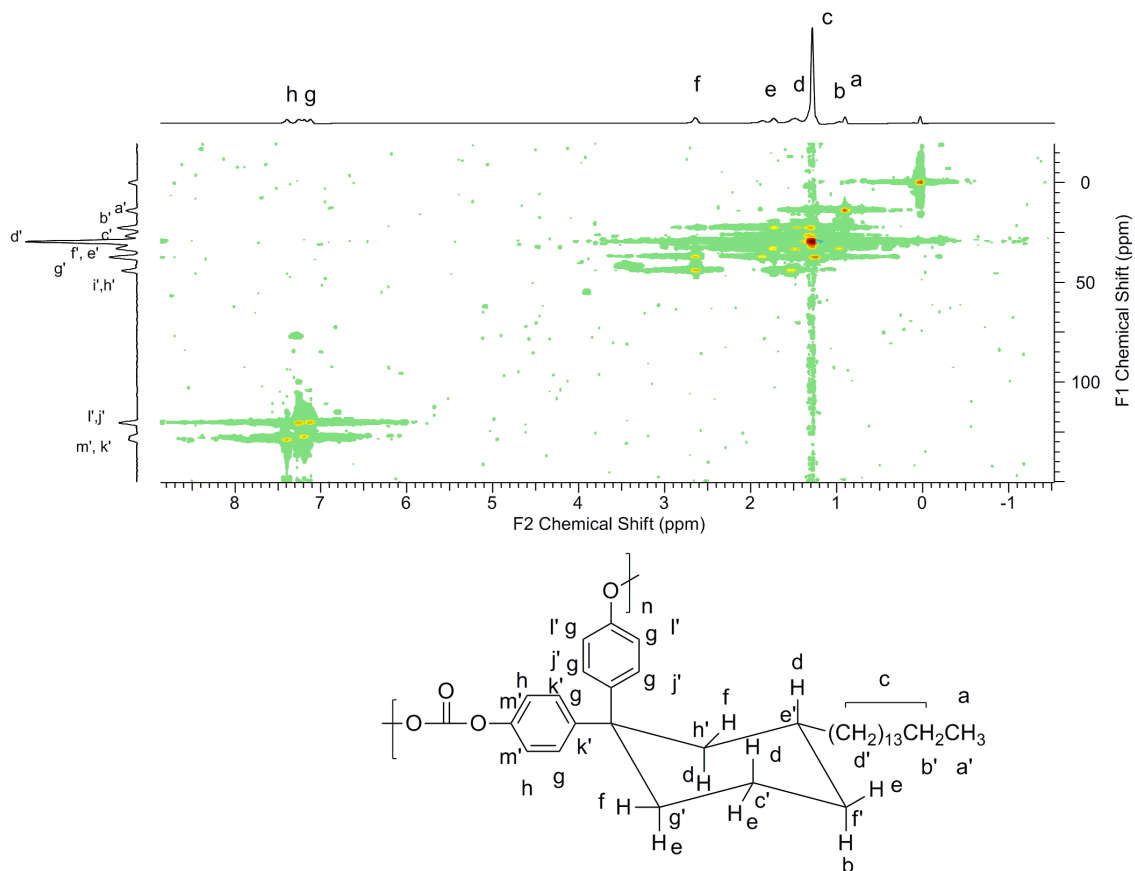 c
h g f e d b a
a'
b'
c'
d'
f', e'
g'
i',h'
l',j'
m', k'
0
50
100
F1 Chemical Shift (ppm)
8 7 6 5 4 3 2 1 0 -1
F2 Chemical Shift (ppm)
O
n
l' g g l'
j' g g j'
d
c
a
H
O
h k' g
m'
f
H
e'
(CH2)13CH2CH3
O O
h'
H
d' b' a'
m'
k'
d H d
H e
h g
f H
g'
H
c'
H e
f'
H e
H
b